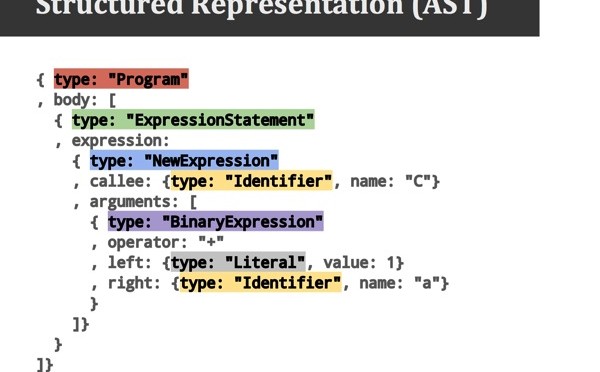 Structured Representation (AST)
{ type: "Program"
, body: [
{ type: "ExpressionStatement"
, expression:
{ type: "NewExpression"
, callee: {type: "Identifier", name: "C"}
, arguments: [
{ type: "BinaryExpression"
, operator: "+"
, left: {type: "Literal", value: 1}
, right: {type: "Identifier", name: "a"}
}
]}
}
]}